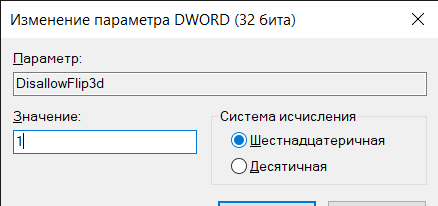 Изменение параметра DWORD (32 бита)
Параметр:
DisallowFlip3d
Значение:
1
Система исчисления
Шестнадцатеричная
Десятичная